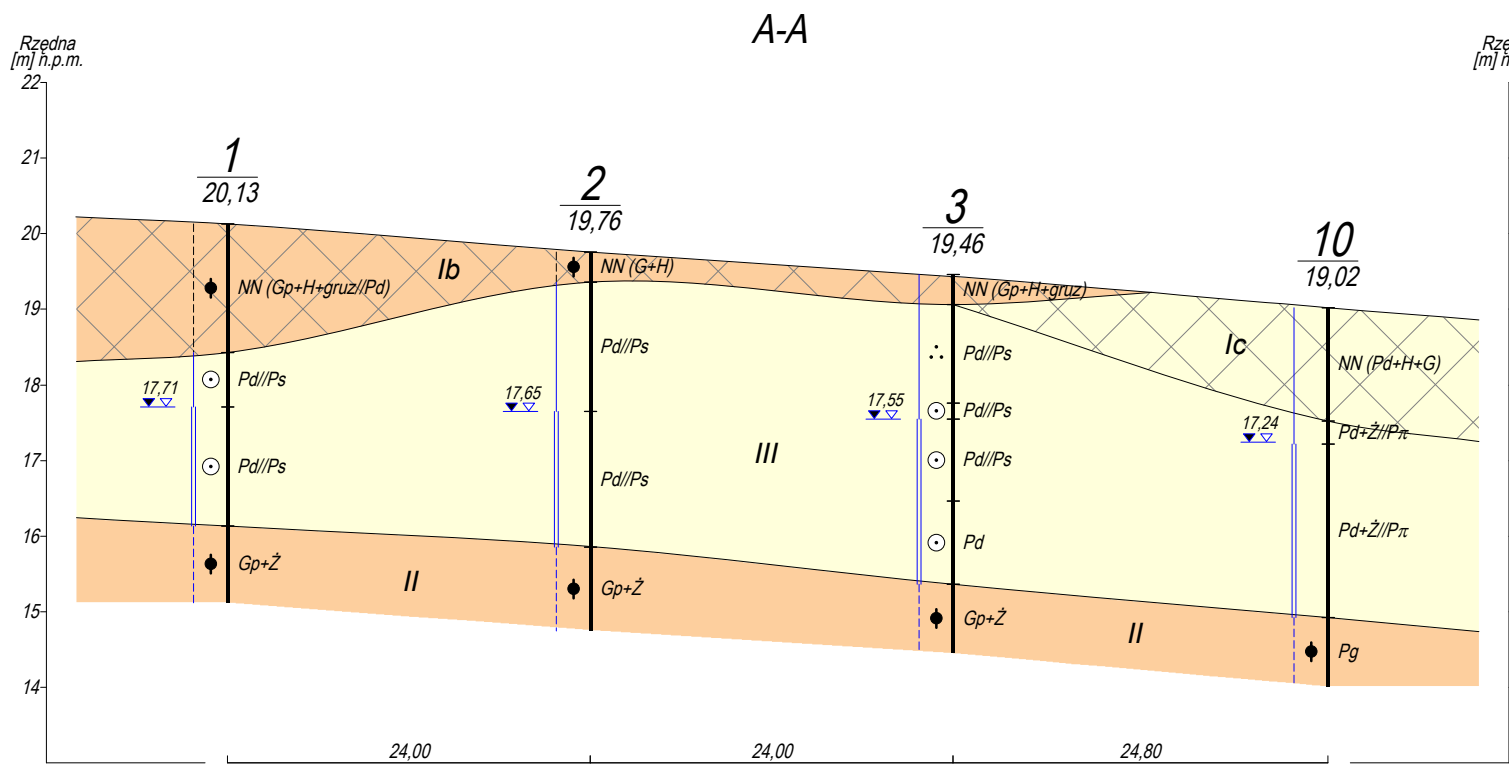 A-A
Rzędna
[m] n.p.m.
Rzę
[m] n
22
21
20
19
18
17
16
15
14
1
20,13
2
19,76
3
19,46
10
19,02
Ib
NN (Gp+H+gruz//Pd)
NN (G+H)
NN (Gp+H+gruz)
Ic
NN (Pd+H+G)
Pd//Ps
Pd//Ps
Pd//Ps
Pd//Ps
17,71
17,65
17,55
17,24
Pd+Ż//Pπ
III
Pd//Ps
Pd//Ps
Pd//Ps
Pd+Ż//Pπ
Pd
Gp+Ż
II
Gp+Ż
Gp+Ż
II
Pg
24,00
24,00
24,80